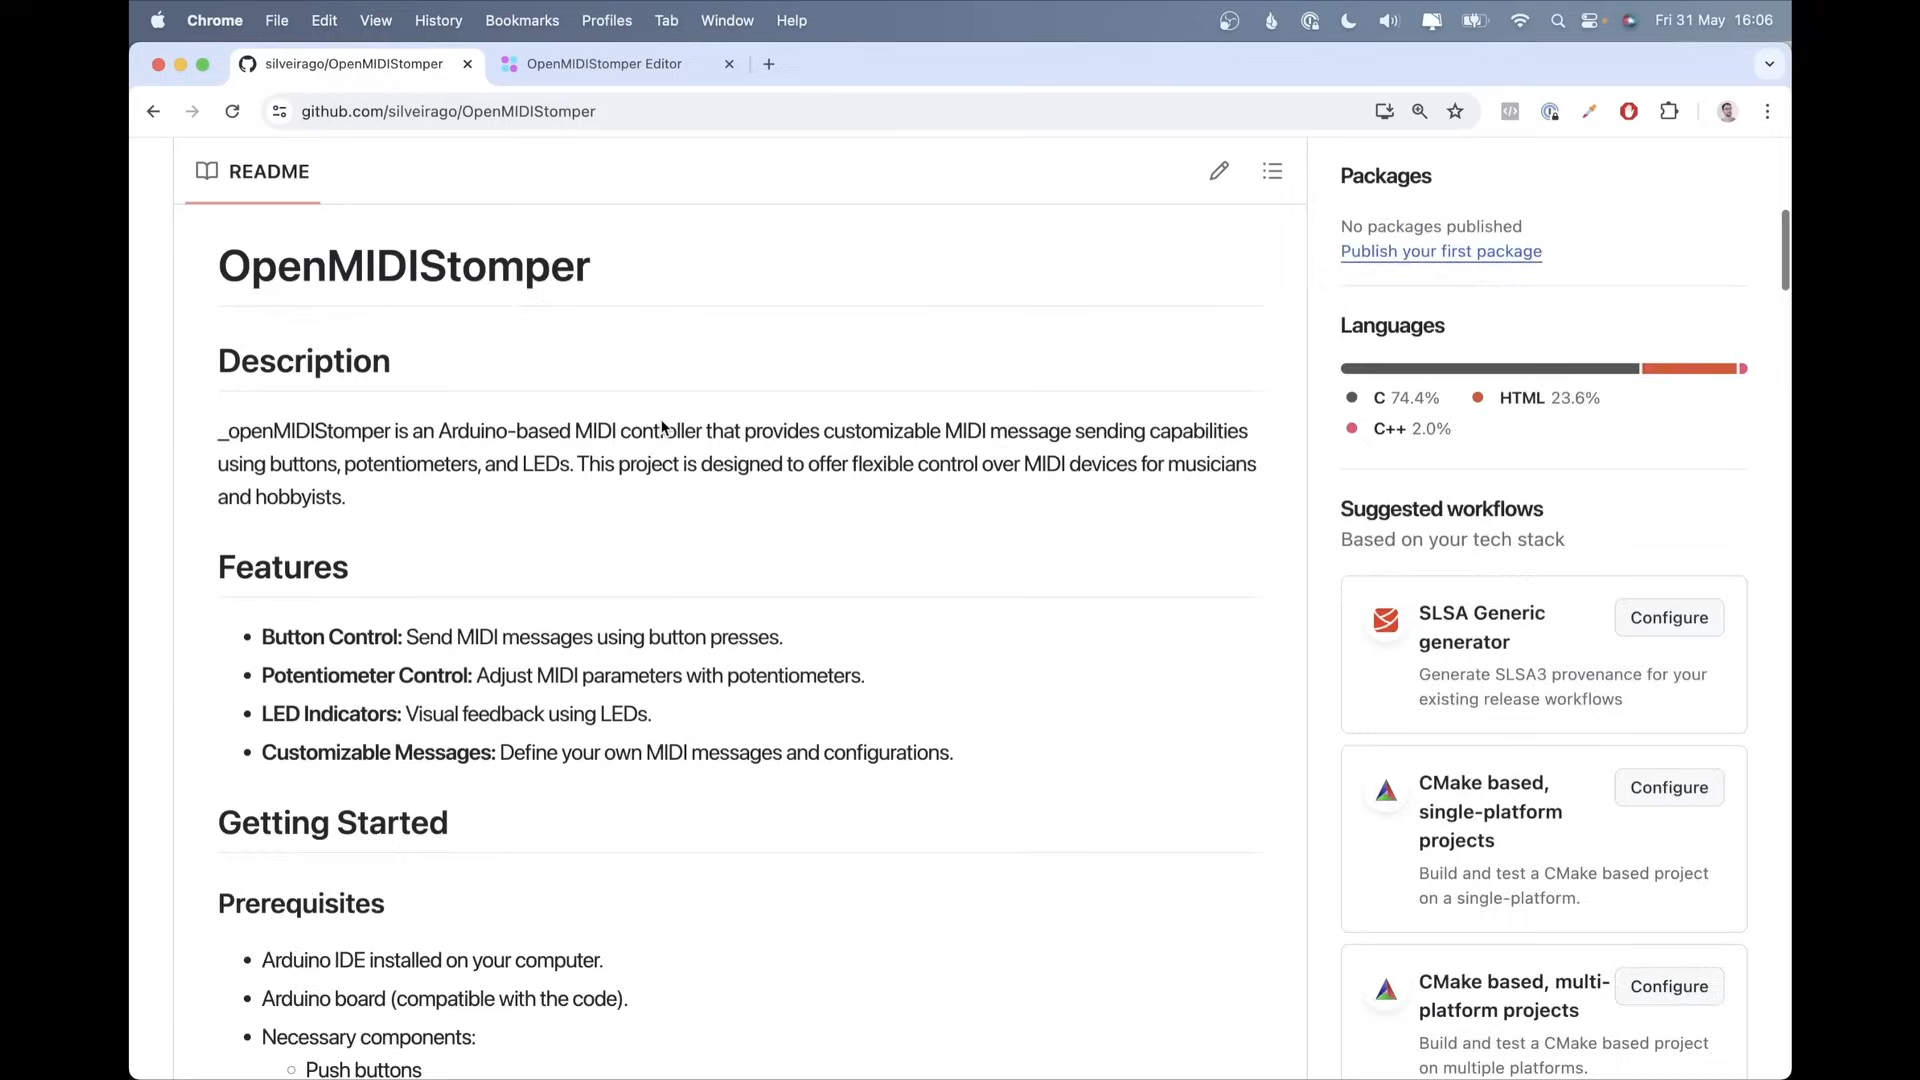 Chrome File Edit View History Bookmarks Profiles Tab Window Help Fri 31 May 16:06
silveirago/OpenMIDIStomper OpenMIDIStomper Editor
github.com/silveirago/OpenMIDIStomper
README
OpenMIDIStomper
Description
_openMIDIStomper is an Arduino-based MIDI controller that provides customizable MIDI message sending capabilities
using buttons, potentiometers, and LEDs. This project is designed to offer flexible control over MIDI devices for musicians
and hobbyists.
Features
• Button Control: Send MIDI messages using button presses.
• Potentiometer Control: Adjust MIDI parameters with potentiometers.
• LED Indicators: Visual feedback using LEDs.
• Customizable Messages: Define your own MIDI messages and configurations.
Getting Started
Prerequisites
• Arduino IDE installed on your computer.
• Arduino board (compatible with the code).
• Necessary components:
○ Push buttons
Packages
No packages published
Publish your first package
Languages
C 74.4% HTML 23.6%
C++ 2.0%
Suggested workflows
Based on your tech stack
SLSA Generic
generator
Configure
Generate SLSA3 provenance for your
existing release workflows
CMake based,
single-platform
projects
Configure
Build and test a CMake based project
on a single-platform.
CMake based, multi-
platform projects
Configure
Build and test a CMake based project
on multiple platforms.